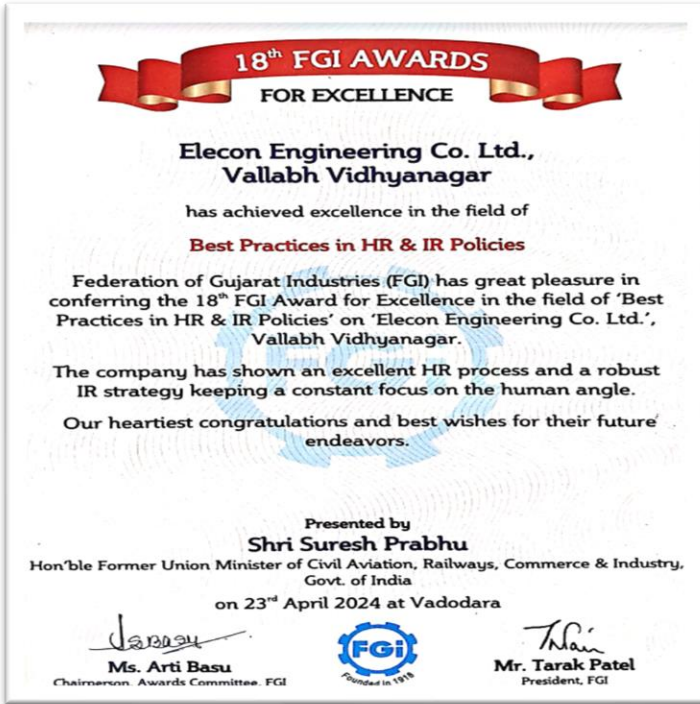 18th FGI AWARDS
FOR EXCELLENCE
Elecon Engineering Co. Ltd.,
Vallabh Vidhyanagar
has achieved excellence in the field of
Best Practices in HR & IR Policies
Federation of Gujarat Industries (FGI) has great pleasure in
conferring the 18th FGI Award for Excellence in the field of 'Best
Practices in HR & IR Policies' on 'Elecon Engineering Co. Ltd.',
Vallabh Vidhyanagar.
The company has shown an excellent HR process and a robust
IR strategy keeping a constant focus on the human angle.
Our heartiest congratulations and best wishes for their future
endeavors.
Presented by
Shri Suresh Prabhu
Hon'ble Former Union Minister of Civil Aviation, Railways, Commerce & Industry,
Govt. of India
on 23rd April 2024 at Vadodara
FGi
Founded in 1918
Ms. Arti Basu
Chairperson, Awards Committee, FGI
Mr. Tarak Patel
President, FGI